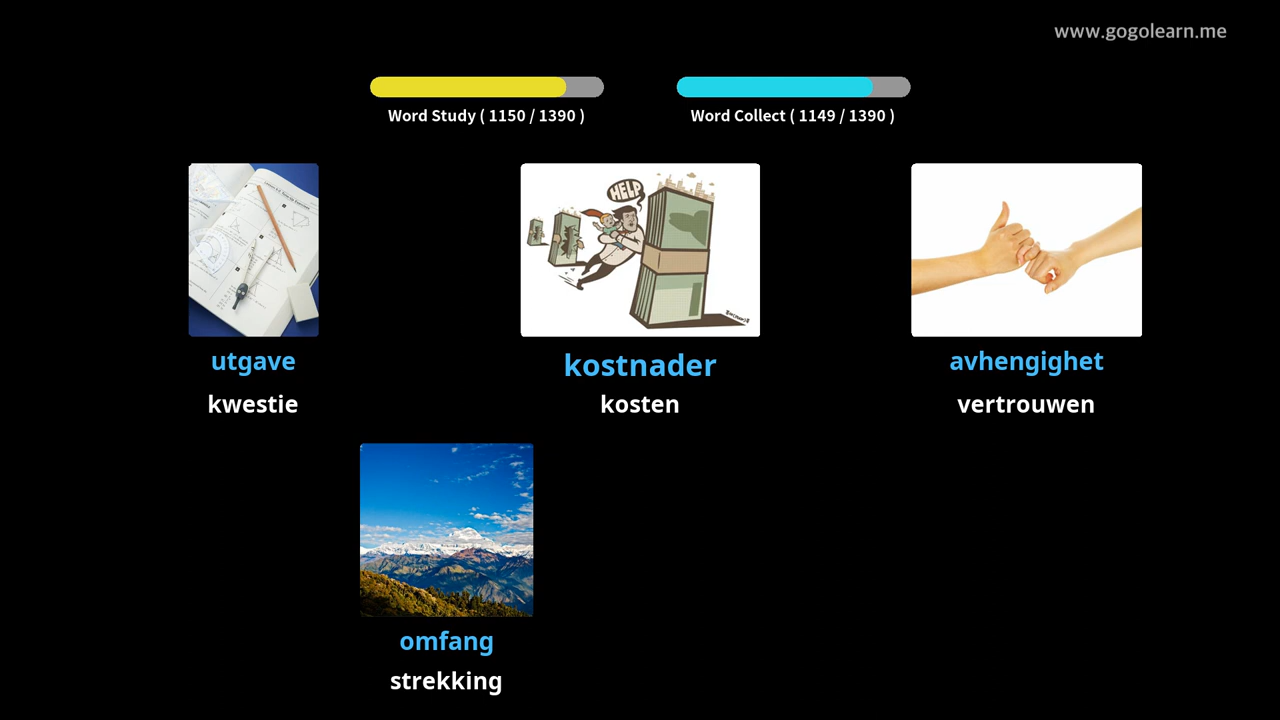 www.gogolearn.me
Word Study ( 1150 / 1390 )
Word Collect ( 1149 / 1390 )
HELP
utgave
kwestie
kostnader
kosten
avhengighet
vertrouwen
omfang
strekking